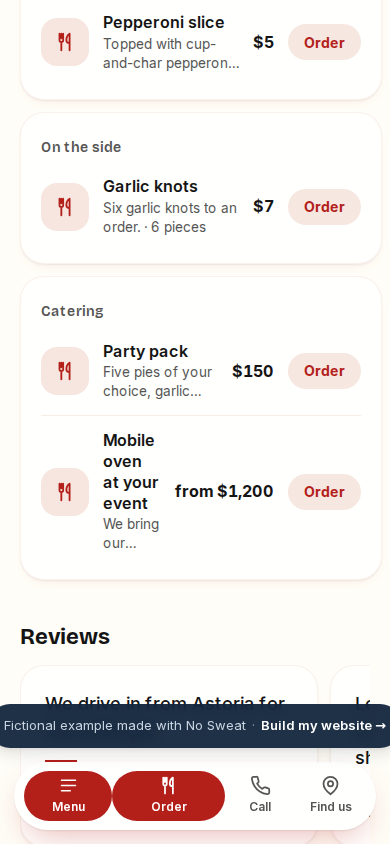 Pepperoni slice
Topped with cup-
and-char pepperon...
$5
Order
On the side
Garlic knots
Six garlic knots to an
order. · 6 pieces
$7
Order
Catering
Party pack
Five pies of your
choice, garlic...
$150
Order
Mobile
oven
at your
event
We bring
our...
from $1,200
Order
Reviews
We drive in from Astoria for
Fictional example made with No Sweat · Build my website →
Menu
Order
Call
Find us